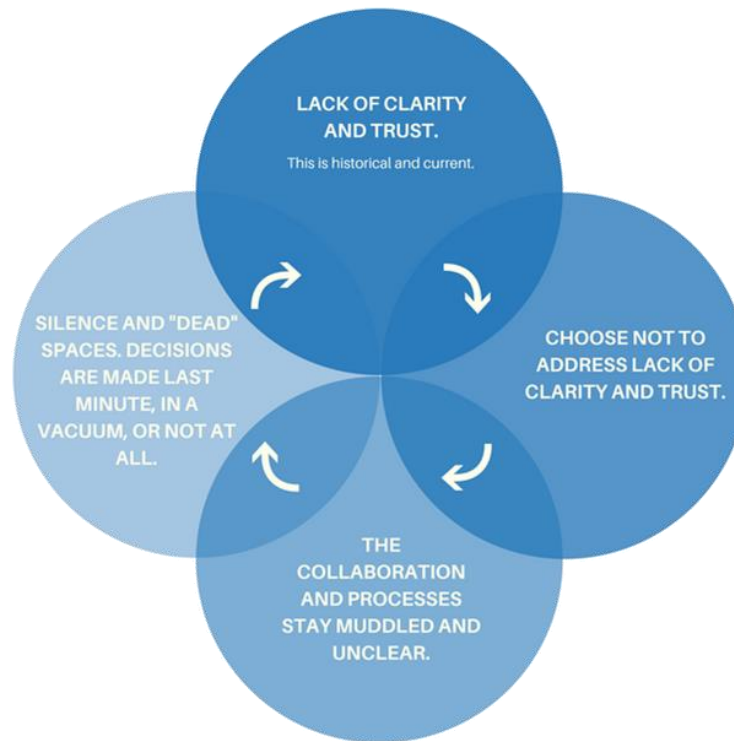 LACK OF CLARITY
AND TRUST.
This is historical and current.
CHOOSE NOT TO
ADDRESS LACK OF
CLARITY AND TRUST.
THE
COLLABORATION
AND PROCESSES
STAY MUDDLED AND
UNCLEAR.
SILENCE AND "DEAD"
SPACES. DECISIONS
ARE MADE LAST
MINUTE, IN A
VACUUM, OR NOT AT
ALL.